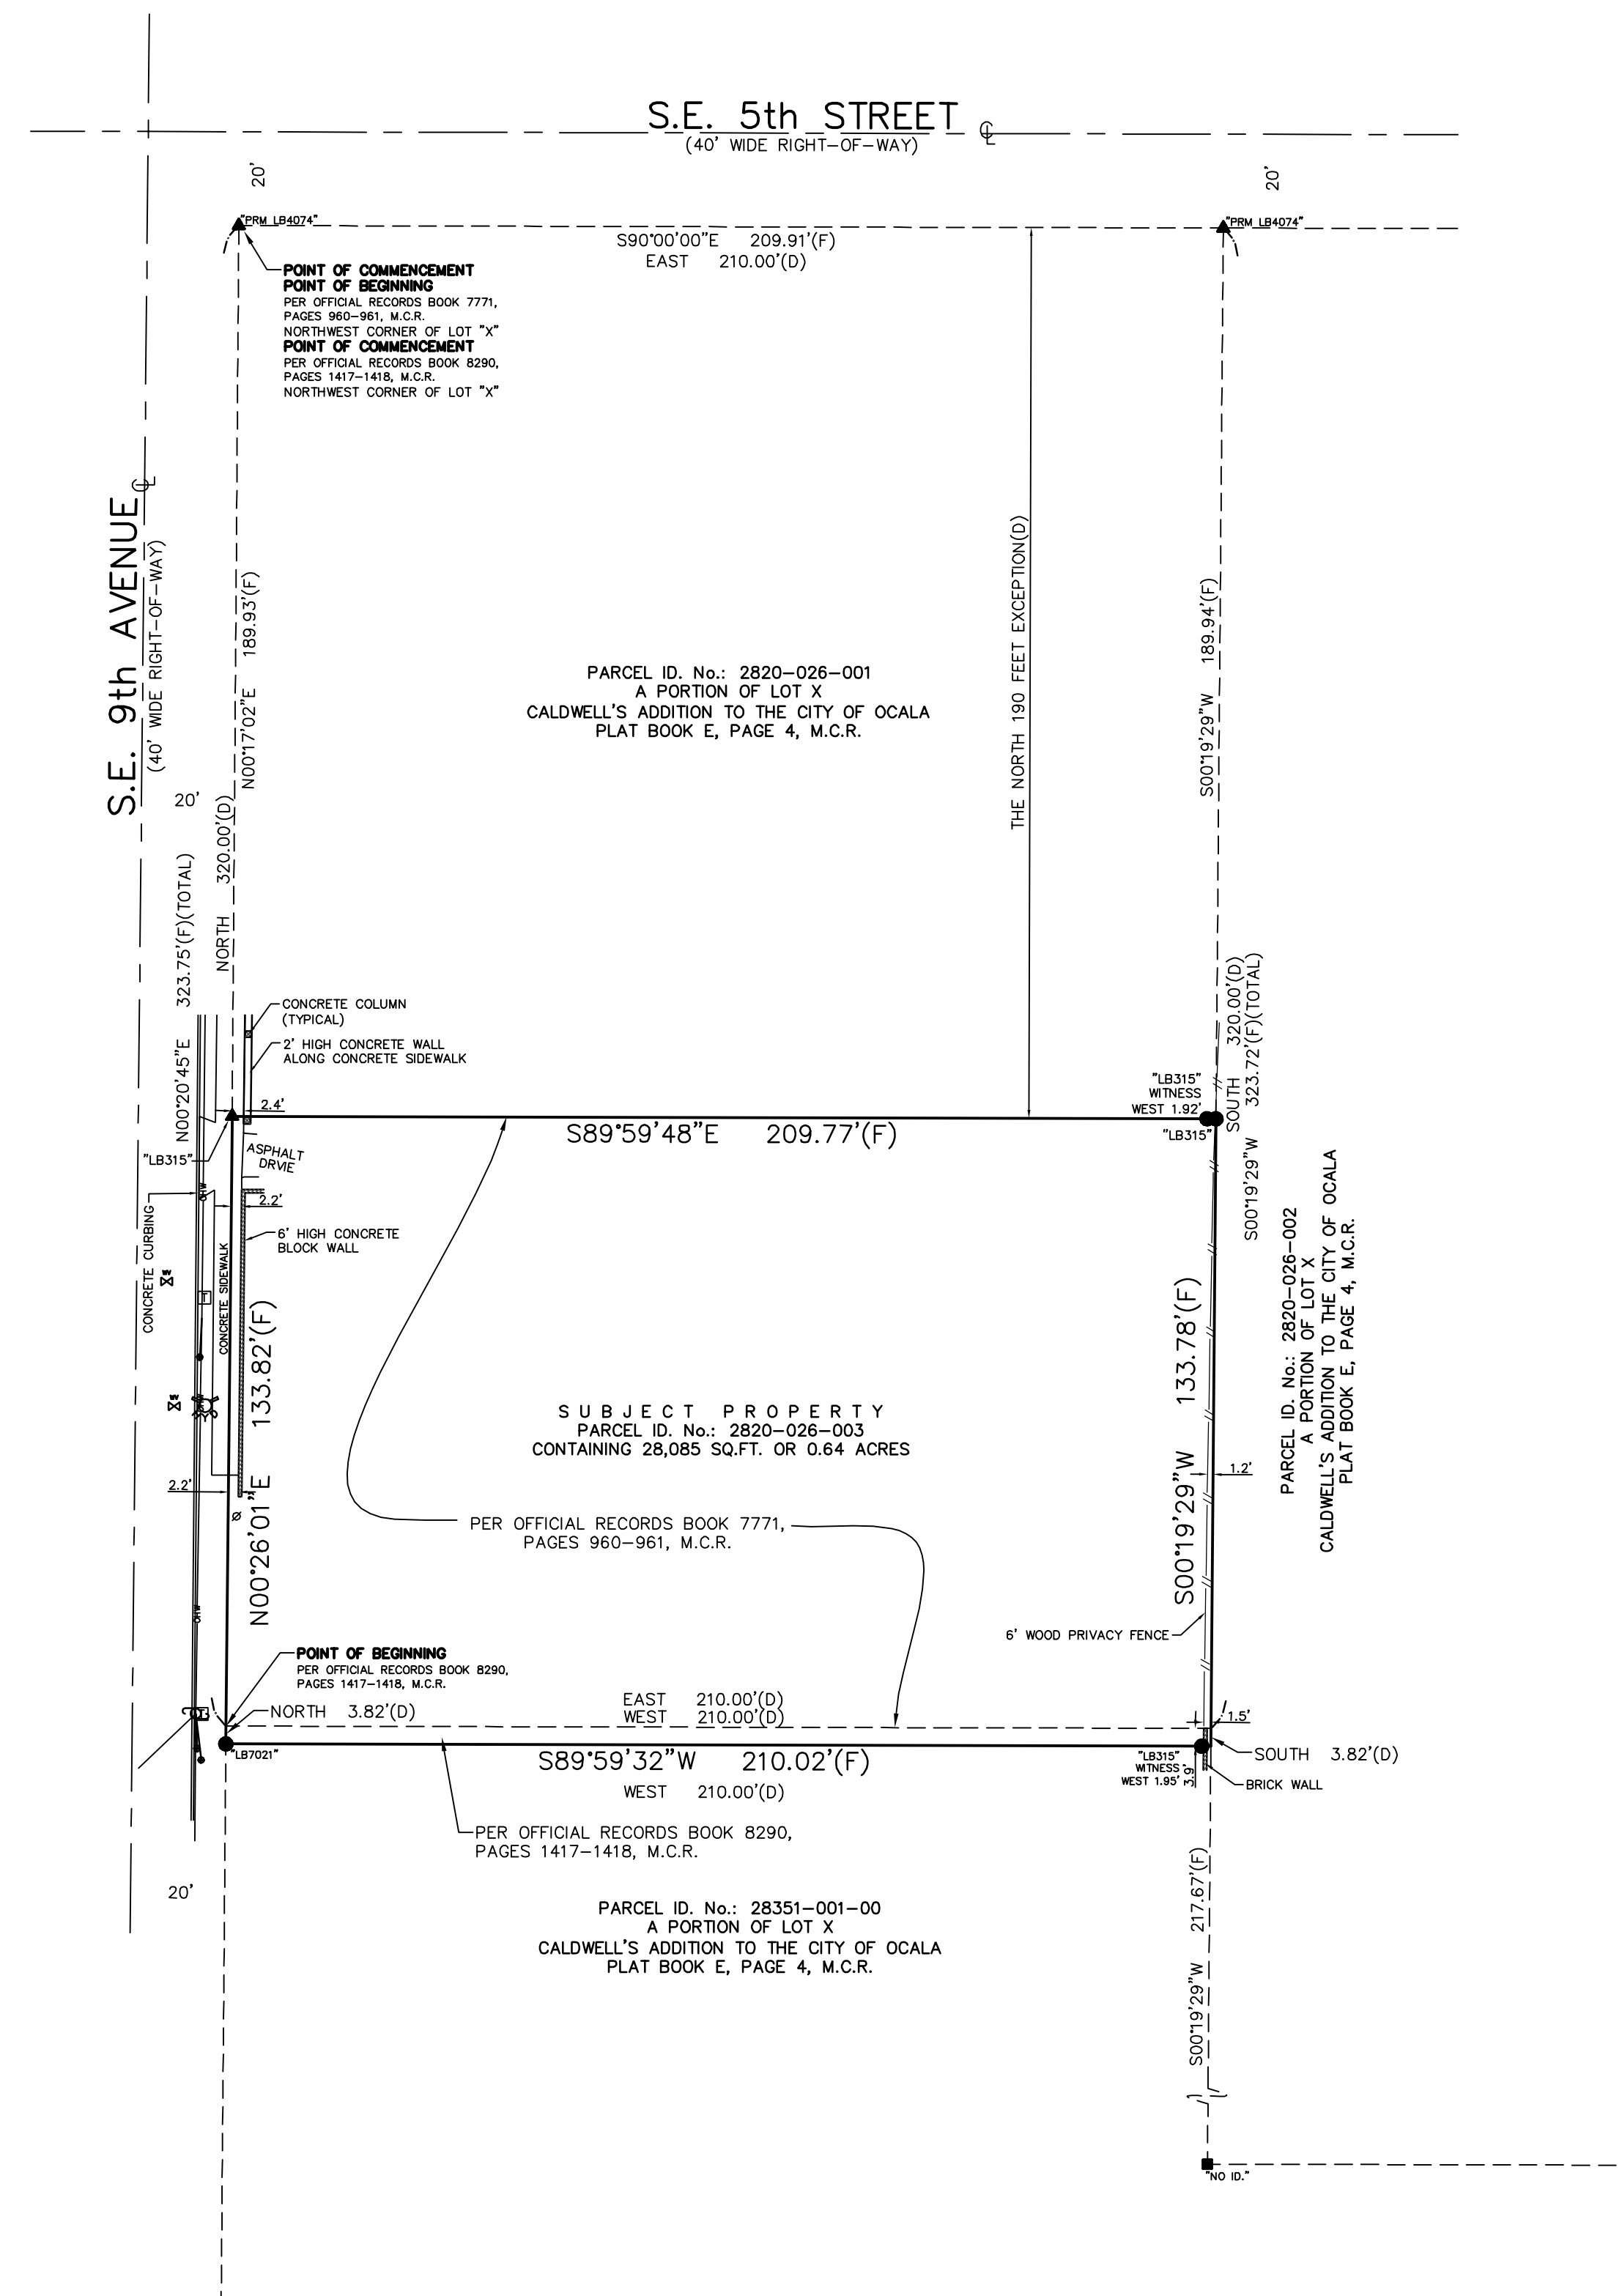 S.E. 5th STREET
(40' WIDE RIGHT-OF-WAY)
20'
20'
"PRM LB4074"
"PRM LB4074"
S90°00'00"E 209.91'(F)
EAST 210.00'(D)
POINT OF COMMENCEMENT
POINT OF BEGINNING
PER OFFICIAL RECORDS BOOK 7771,
PAGES 960-961, M.C.R.
NORTHWEST CORNER OF LOT "X"
POINT OF COMMENCEMENT
PER OFFICIAL RECORDS BOOK 8290,
PAGES 1417-1418, M.C.R.
NORTHWEST CORNER OF LOT "X"
S.E. 9th AVENUE
(40' WIDE RIGHT-OF-WAY)
N00°17'02"E 189.93'(F)
NORTH 320.00'(D)
20'
N00°20'45"E 323.75'(F)(TOTAL)
THE NORTH 190 FEET EXCEPTION(D)
S00°19'29"W 189.94'(F)
PARCEL ID. No.: 2820-026-001
A PORTION OF LOT X
CALDWELL'S ADDITION TO THE CITY OF OCALA
PLAT BOOK E, PAGE 4, M.C.R.
SOUTH 320.00'(D)
S00°19'29"W 323.72'(F)(TOTAL)
CONCRETE COLUMN
(TYPICAL)
2' HIGH CONCRETE WALL
ALONG CONCRETE SIDEWALK
2.4'
"LB315"
WITNESS
WEST 1.92'
"LB315"
S89°59'48"E 209.77'(F)
"LB315"
ASPHALT
DRVIE
2.2'
6' HIGH CONCRETE
BLOCK WALL
CONCRETE CURBING
CONCRETE SIDEWALK
OHW
WV
T
WV
OHW
N00°26'01"E 133.82'(F)
S00°19'29"W 133.78'(F)
PARCEL ID. No.: 2820-026-002
A PORTION OF LOT X
CALDWELL'S ADDITION TO THE CITY OF OCALA
PLAT BOOK E, PAGE 4, M.C.R.
SUBJECT PROPERTY
PARCEL ID. No.: 2820-026-003
CONTAINING 28,085 SQ.FT. OR 0.64 ACRES
1.2'
2.2'
PER OFFICIAL RECORDS BOOK 7771,
PAGES 960-961, M.C.R.
OHW
6' WOOD PRIVACY FENCE
POINT OF BEGINNING
PER OFFICIAL RECORDS BOOK 8290,
PAGES 1417-1418, M.C.R.
NORTH 3.82'(D)
EAST 210.00'(D)
WEST 210.00'(D)
1.5'
"LB7021"
S89°59'32"W 210.02'(F)
WEST 210.00'(D)
"LB315"
WITNESS
WEST 1.95'
3.9'
SOUTH 3.82'(D)
BRICK WALL
PER OFFICIAL RECORDS BOOK 8290,
PAGES 1417-1418, M.C.R.
20'
PARCEL ID. No.: 28351-001-00
A PORTION OF LOT X
CALDWELL'S ADDITION TO THE CITY OF OCALA
PLAT BOOK E, PAGE 4, M.C.R.
S00°19'29"W 217.67'(F)
"NO ID."